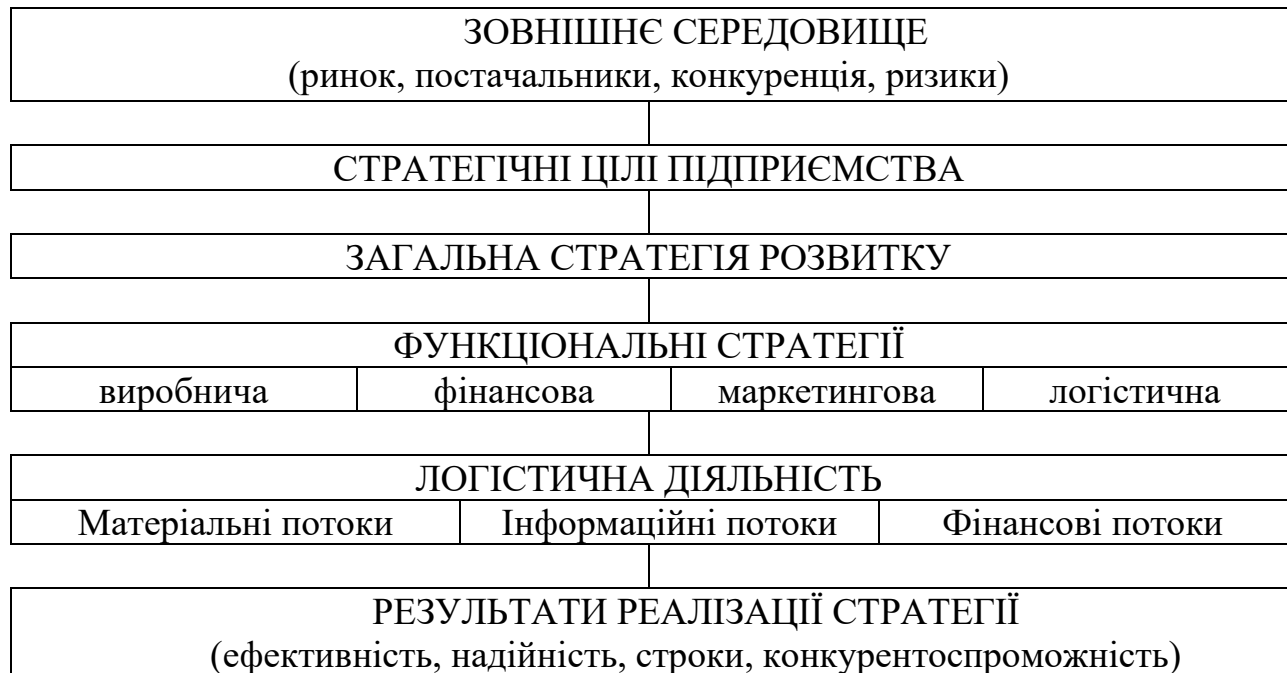 ЗОВНІШНЄ СЕРЕДОВИЩЕ
(ринок, постачальники, конкуренція, ризики)
СТРАТЕГІЧНІ ЦІЛІ ПІДПРИЄМСТВА
ЗАГАЛЬНА СТРАТЕГІЯ РОЗВИТКУ
ФУНКЦІОНАЛЬНІ СТРАТЕГІЇ
виробнича фінансова маркетингова логістична
ЛОГІСТИЧНА ДІЯЛЬНІСТЬ
Матеріальні потоки Інформаційні потоки Фінансові потоки
РЕЗУЛЬТАТИ РЕАЛІЗАЦІЇ СТРАТЕГІЇ
(ефективність, надійність, строки, конкурентоспроможність)